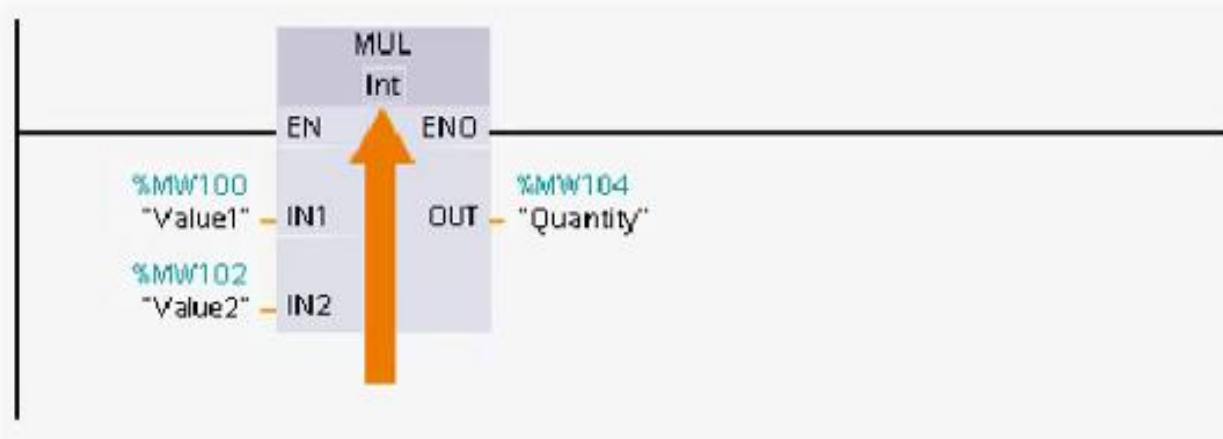 MUL
Int
EN ENO
%MW100 %MW104
"Value1" IN1 OUT "Quantity"
%MW102
"Value2" IN2